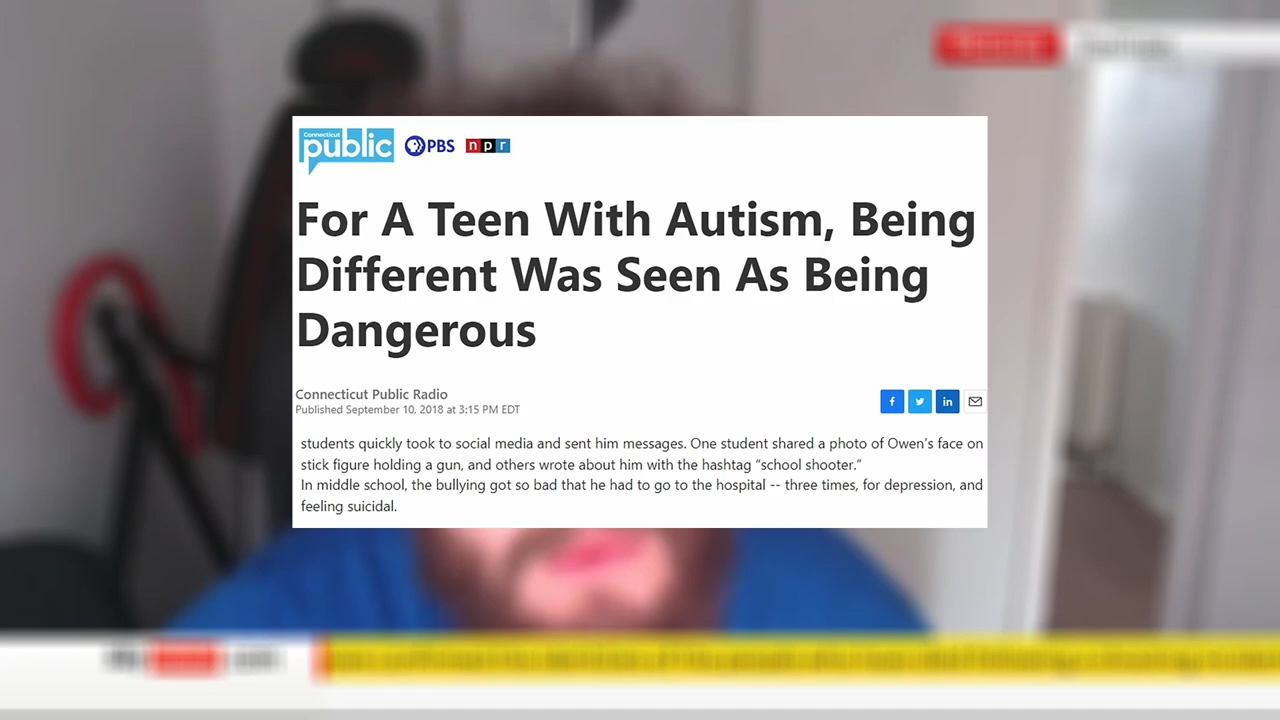 Connecticut
public PBS npr
For A Teen With Autism, Being
Different Was Seen As Being
Dangerous
Connecticut Public Radio
Published September 10, 2018 at 3:15 PM EDT
students quickly took to social media and sent him messages. One student shared a photo of Owen’s face on
stick figure holding a gun, and others wrote about him with the hashtag “school shooter.”
In middle school, the bullying got so bad that he had to go to the hospital -- three times, for depression, and
feeling suicidal.